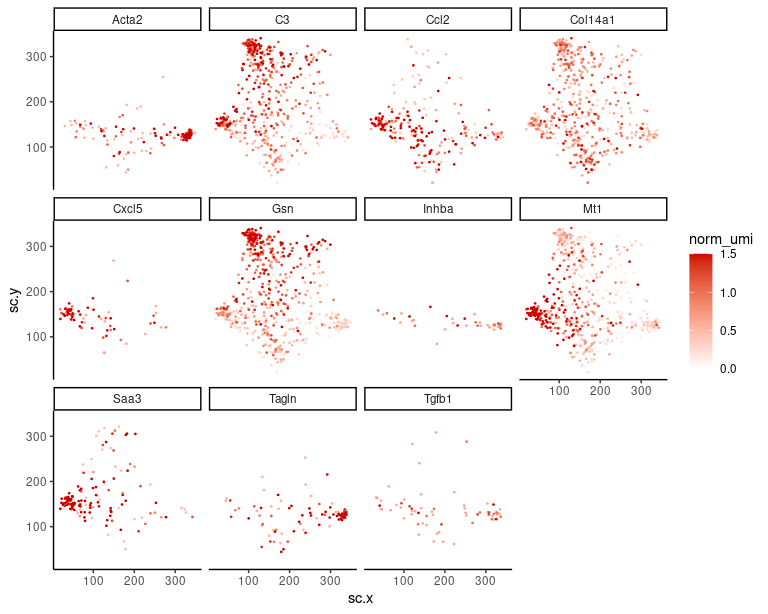 Acta2 C3 Ccl2 Col14a1
300
200
100
Cxcl5 Gsn Inhba Mt1
300
200
100
100 200 300
Saa3 Tagln Tgfb1
300
200
100
100 200 300 100 200 300 100 200 300
sc.x
sc.y
norm_umi
1.5
1.0
0.5
0.0